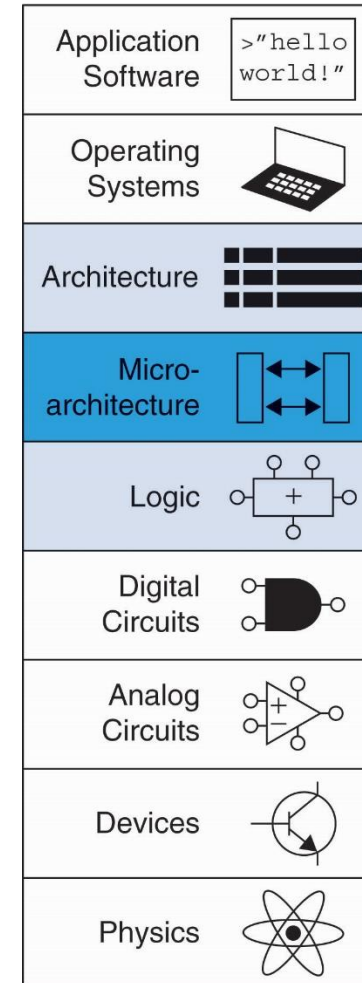 Application
Software
>"hello
world!"
Operating
Systems
Architecture
Micro-
architecture
Logic
+
Digital
Circuits
Analog
Circuits
+
−
Devices
Physics